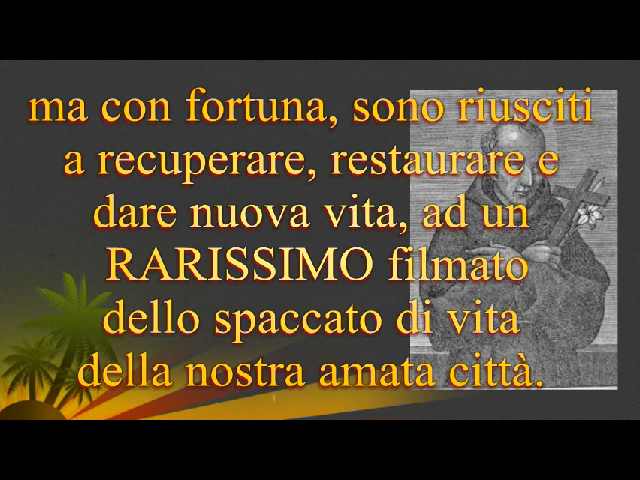 ma con fortuna, sono riusciti
a recuperare, restaurare e
dare nuova vita, ad un
RARISSIMO filmato
dello spaccato di vita
della nostra amata città.